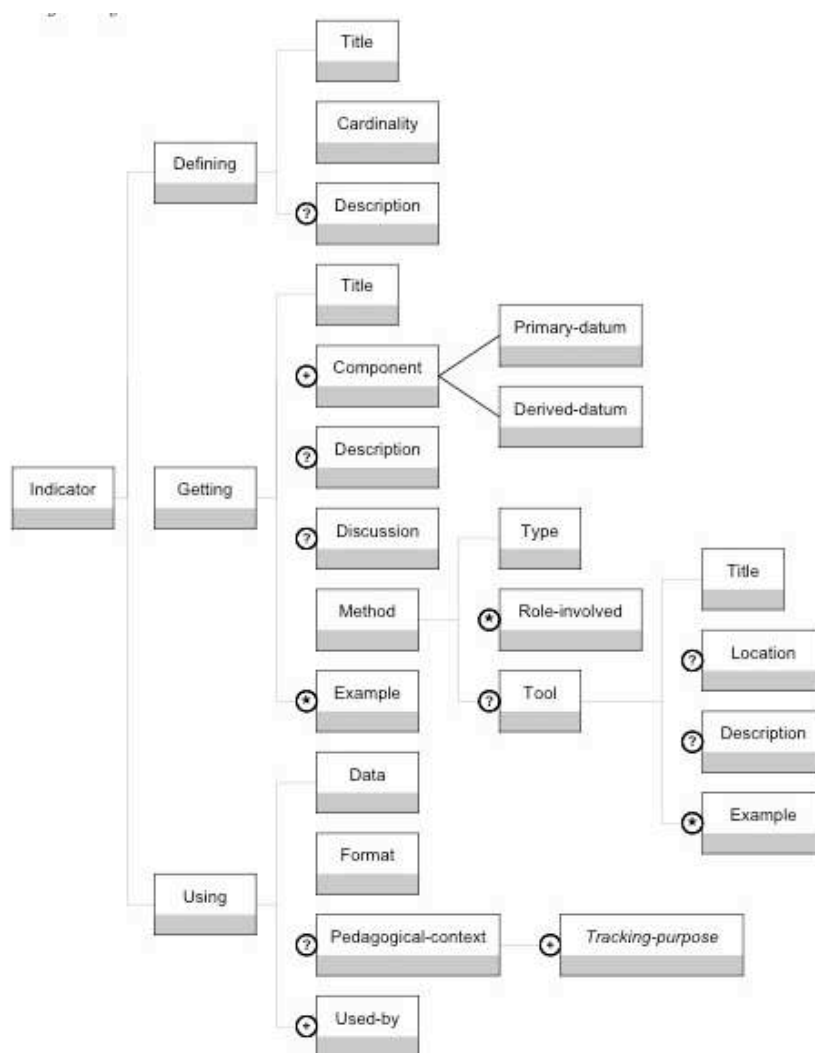 Title
Cardinality
Defining
? Description
Title
Primary-datum
+ Component
Derived-datum
? Description
Indicator
Getting
? Discussion
Type
Title
Method
* Role-involved
? Location
* Example
? Tool
? Description
Data
* Example
Format
Using
? Pedagogical-context
+ Tracking-purpose
+ Used-by